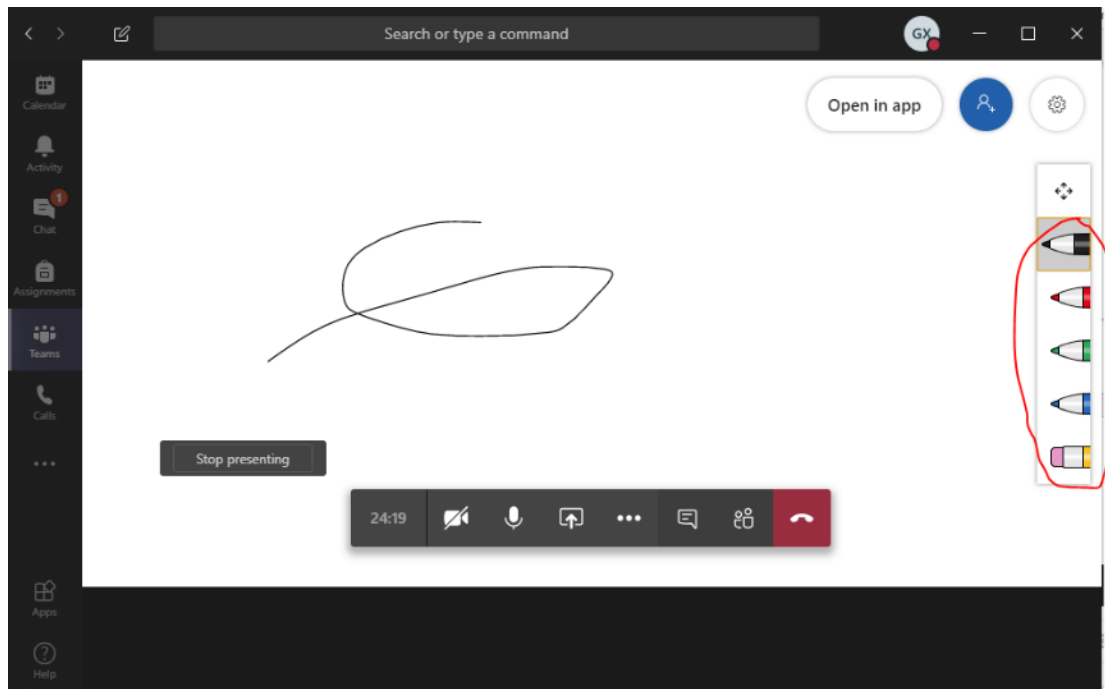 Search or type a command
GX
Calendar
Open in app
Activity
1
Chat
Assignments
Teams
Calls
Stop presenting
24:19
Apps
Help